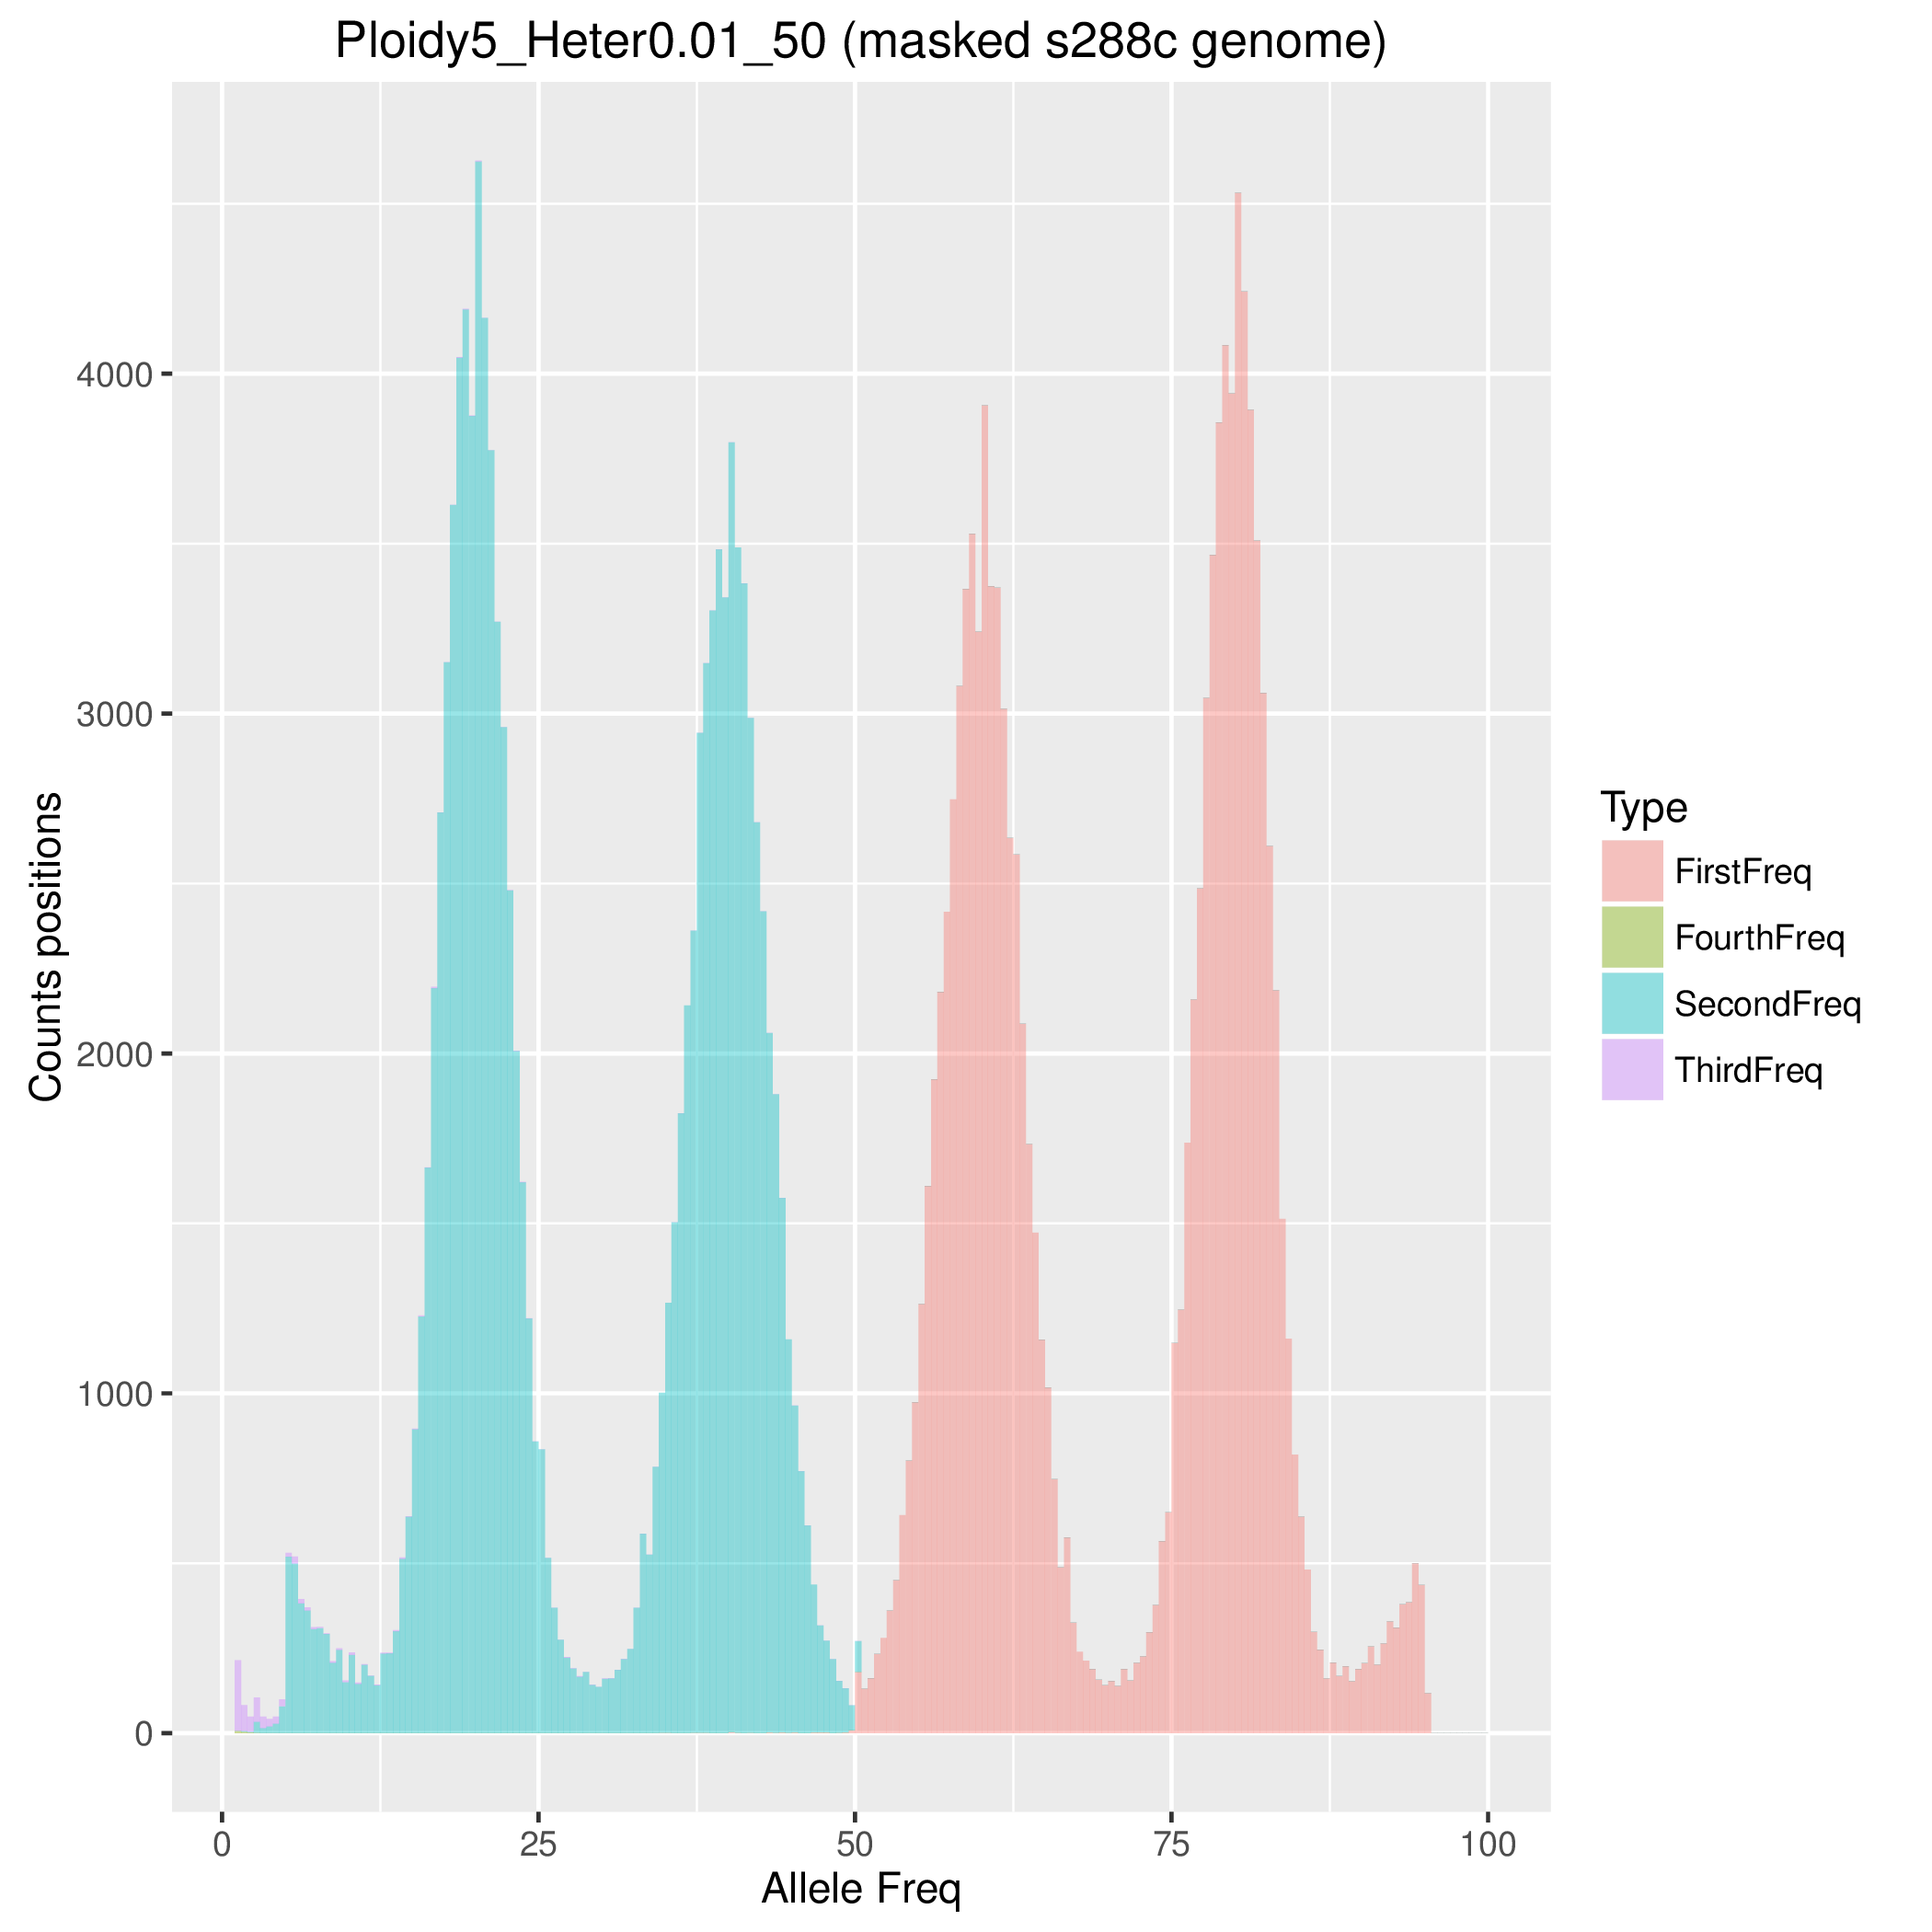 Ploidy5_Heter0.01_50 (masked s288c genome)
Counts positions
4000
3000
2000
1000
0
0 25 50 75 100
Allele Freq
Type
FirstFreq
FourthFreq
SecondFreq
ThirdFreq